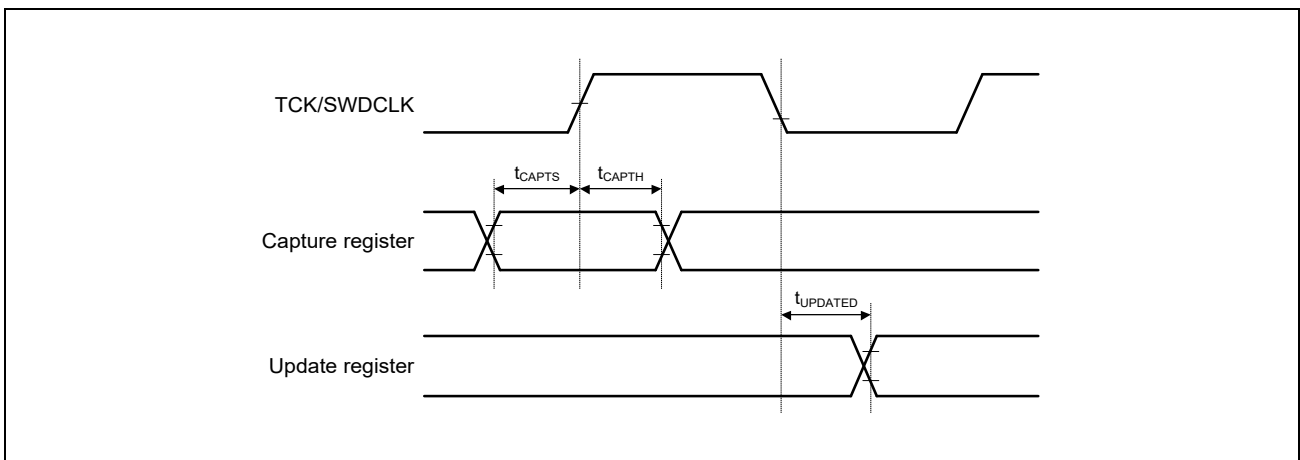 TCK/SWDCLK
tCAPTS
tCAPTH
Capture register
tUPDATED
Update register